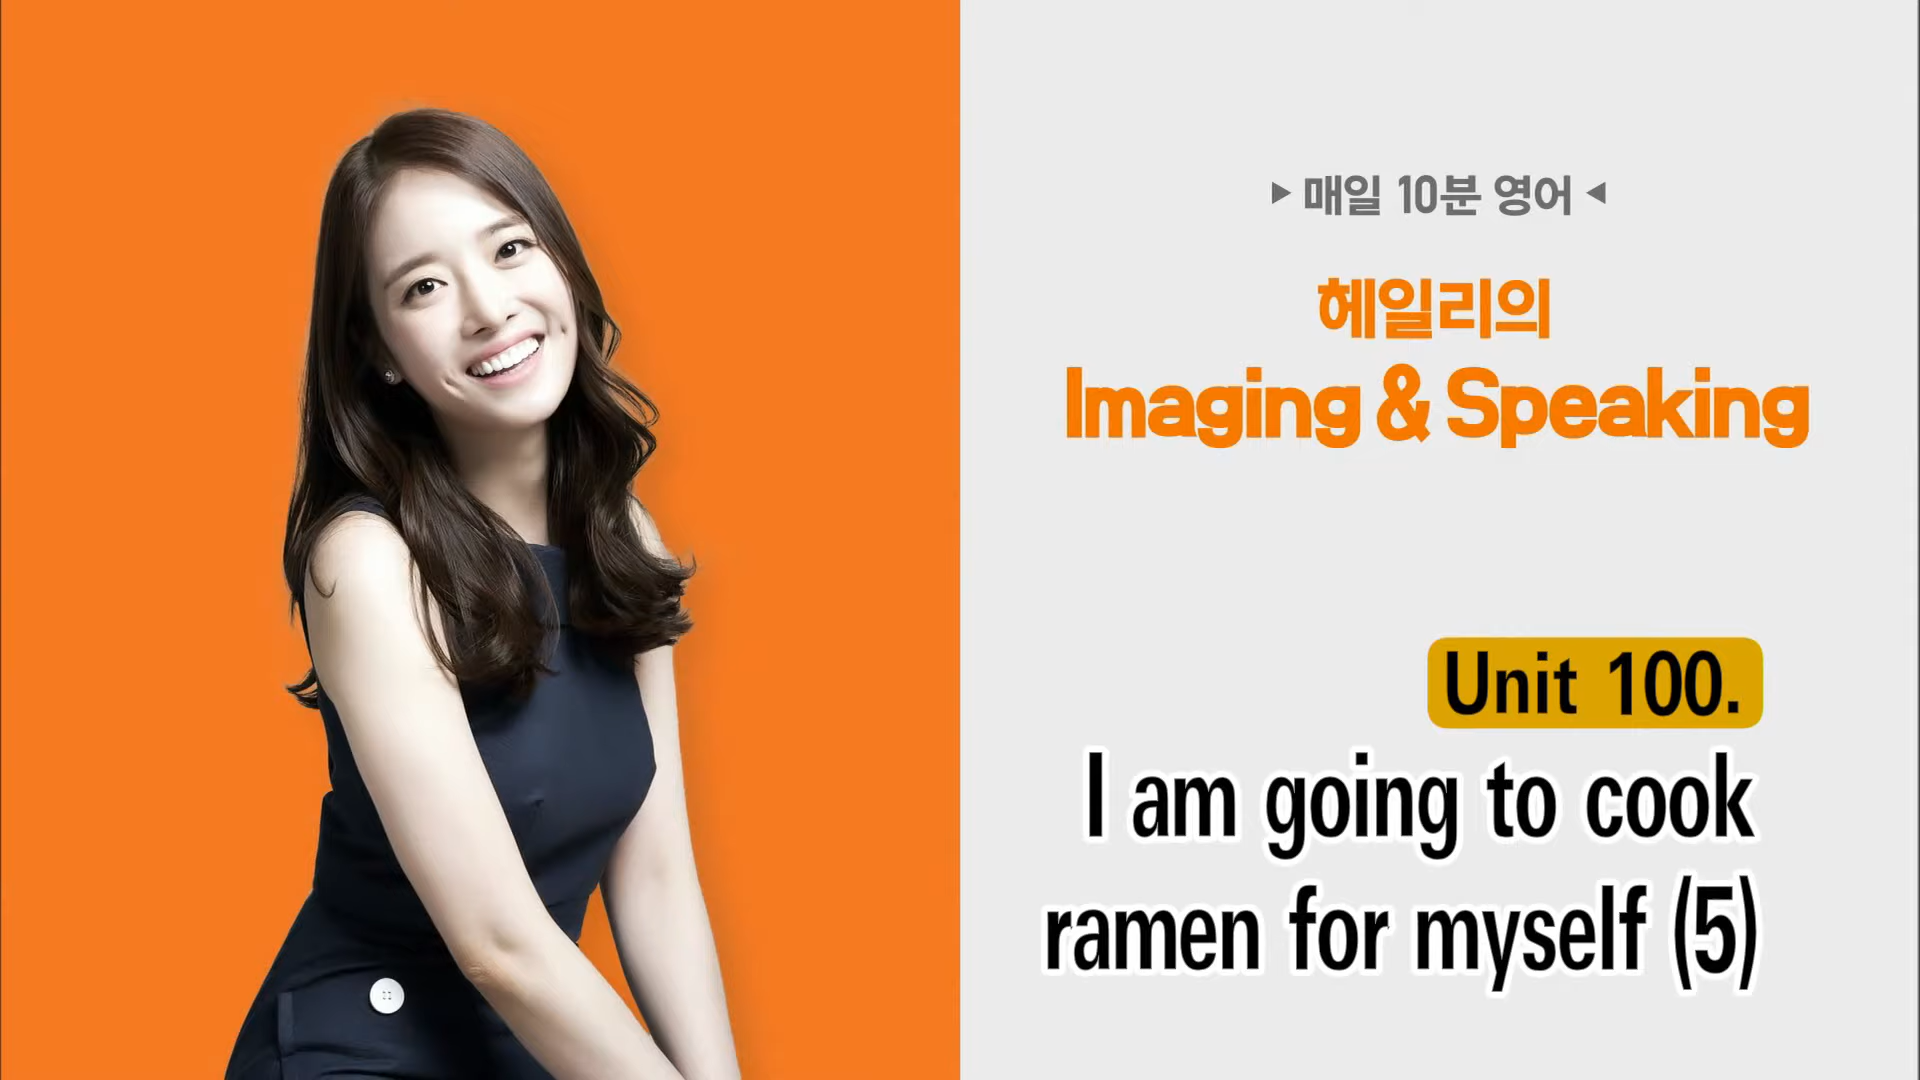 ▶ 매일 10분 영어 ◀
헤일리의
Imaging & Speaking
Unit 100.
I am going to cook
ramen for myself (5)